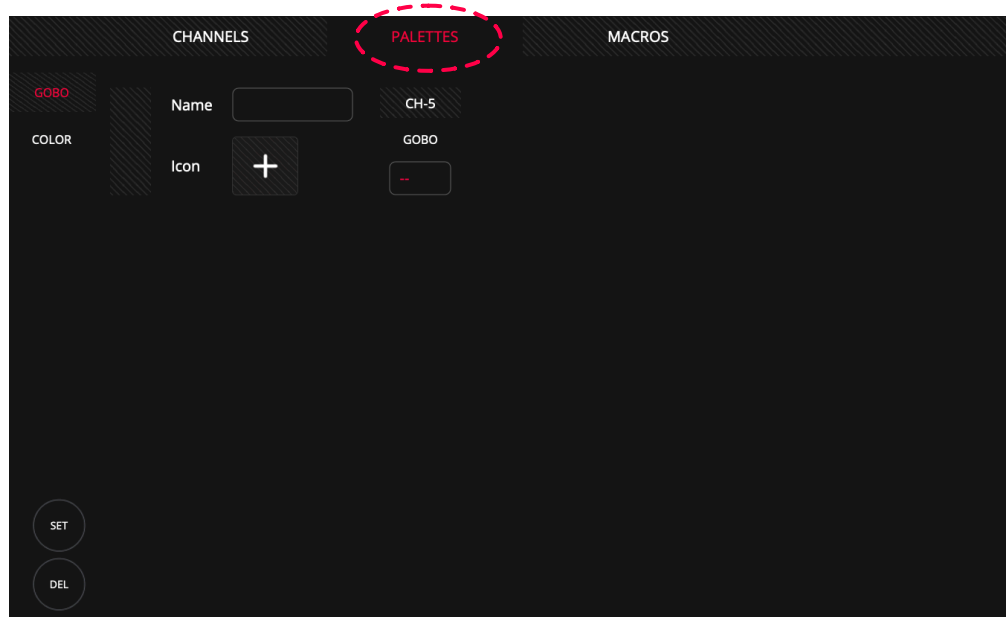 CHANNELS PALETTES MACROS
GOBO
COLOR
Name
Icon
+
CH-5
GOBO
--
SET
DEL